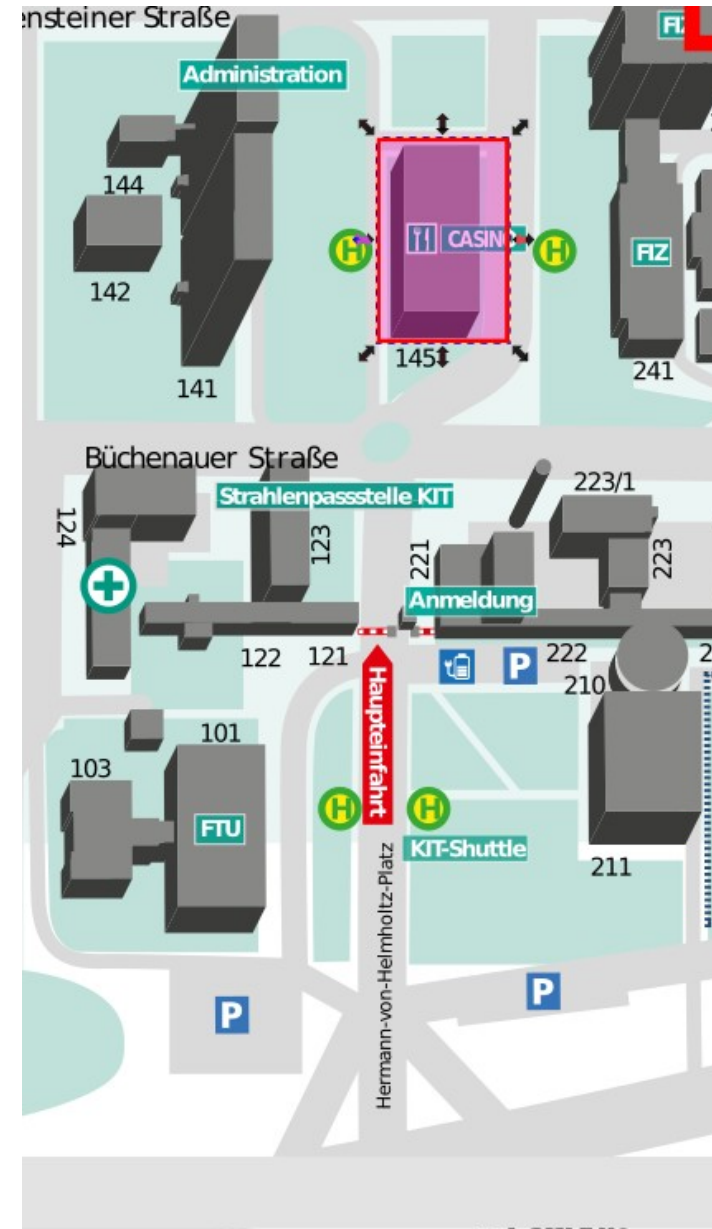 ensteiner Straße
FIZ
Administration
144
H
CASINO
H
FIZ
142
145
241
141
Büchenauer Straße
Strahlenpassstelle KIT
223/1
124
123
221
223
Anmeldung
122
121
P
222
210
Haupteinfahrt
101
103
FTU
H
H
KIT-Shuttle
211
Hermann-von-Helmholtz-Platz
P
P